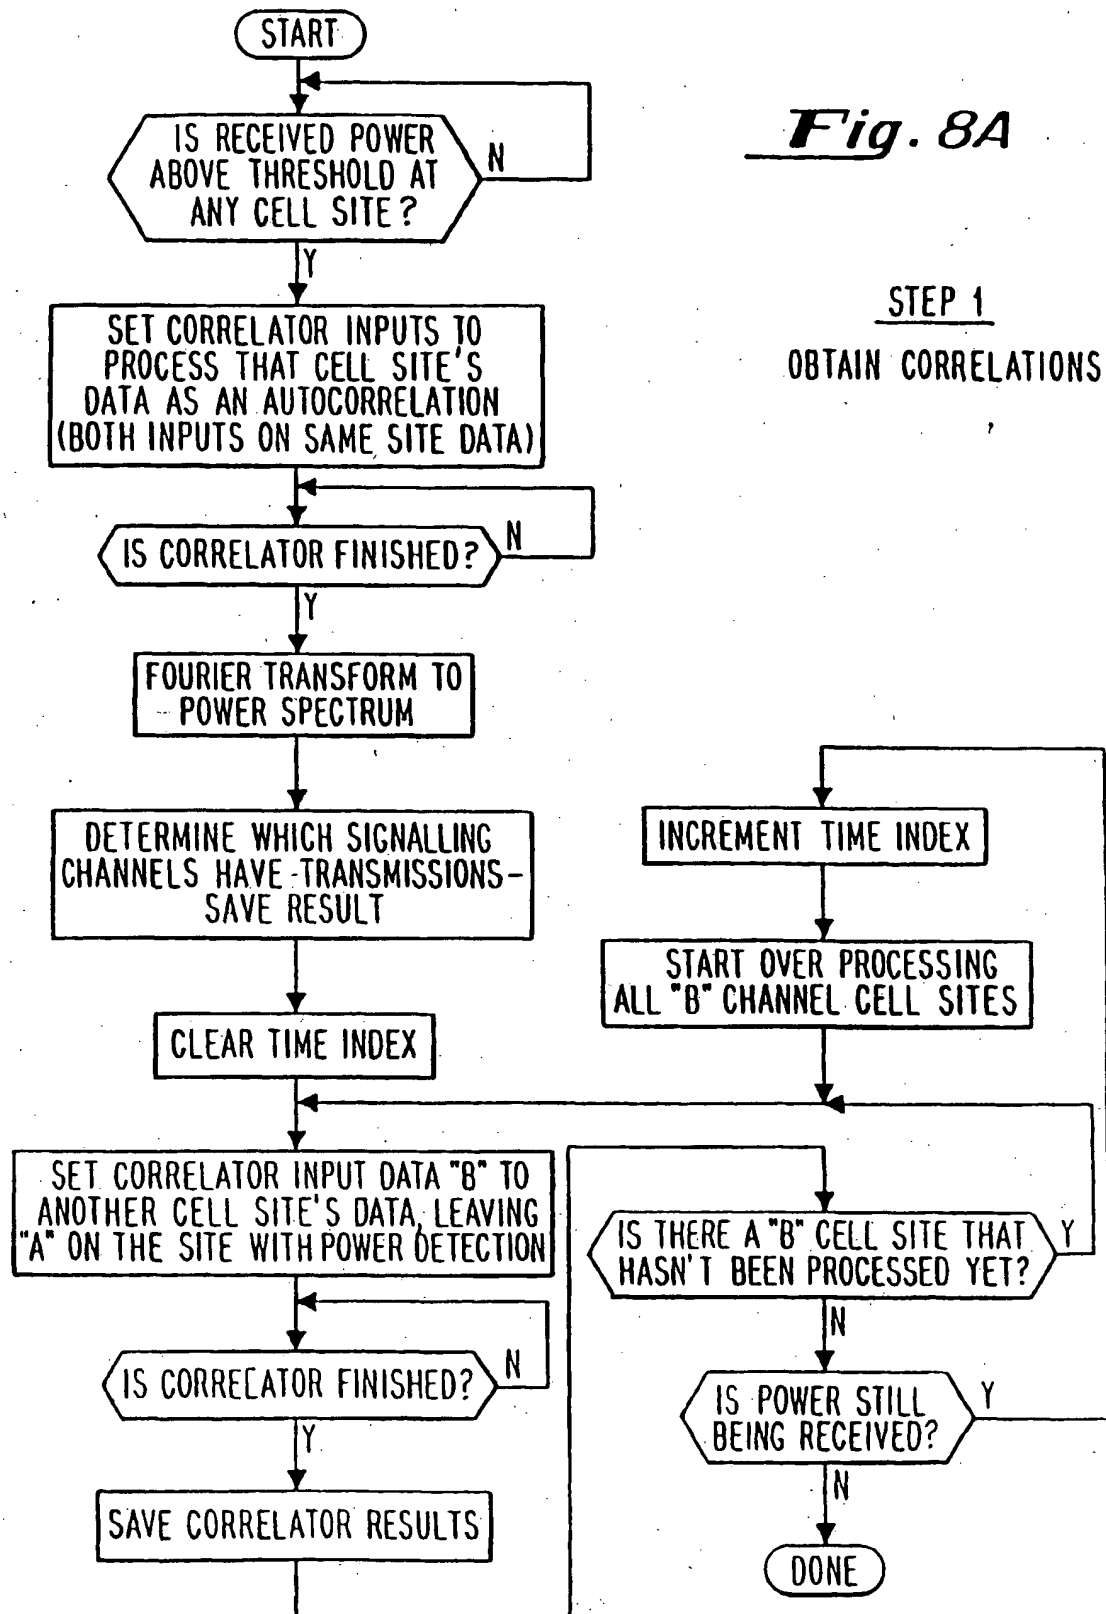 START
Fig. 8A
IS RECEIVED POWER
ABOVE THRESHOLD AT
ANY CELL SITE?
N
Y
STEP 1
OBTAIN CORRELATIONS
SET CORRELATOR INPUTS TO
PROCESS THAT CELL SITE'S
DATA AS AN AUTOCORRELATION
(BOTH INPUTS ON SAME SITE DATA)
IS CORRELATOR FINISHED?
N
Y
FOURIER TRANSFORM TO
POWER SPECTRUM
DETERMINE WHICH SIGNALLING
CHANNELS HAVE-TRANSMISSIONS-
SAVE RESULT
CLEAR TIME INDEX
SET CORRELATOR INPUT DATA "B" TO
ANOTHER CELL SITE'S DATA, LEAVING
"A" ON THE SITE WITH POWER DETECTION
IS CORRECATOR FINISHED?
N
Y
SAVE CORRELATOR RESULTS
INCREMENT TIME INDEX
START OVER PROCESSING
ALL "B" CHANNEL CELL SITES
IS THERE A "B" CELL SITE THAT
HASN'T BEEN PROCESSED YET?
Y
N
IS POWER STILL
BEING RECEIVED?
Y
N
DONE